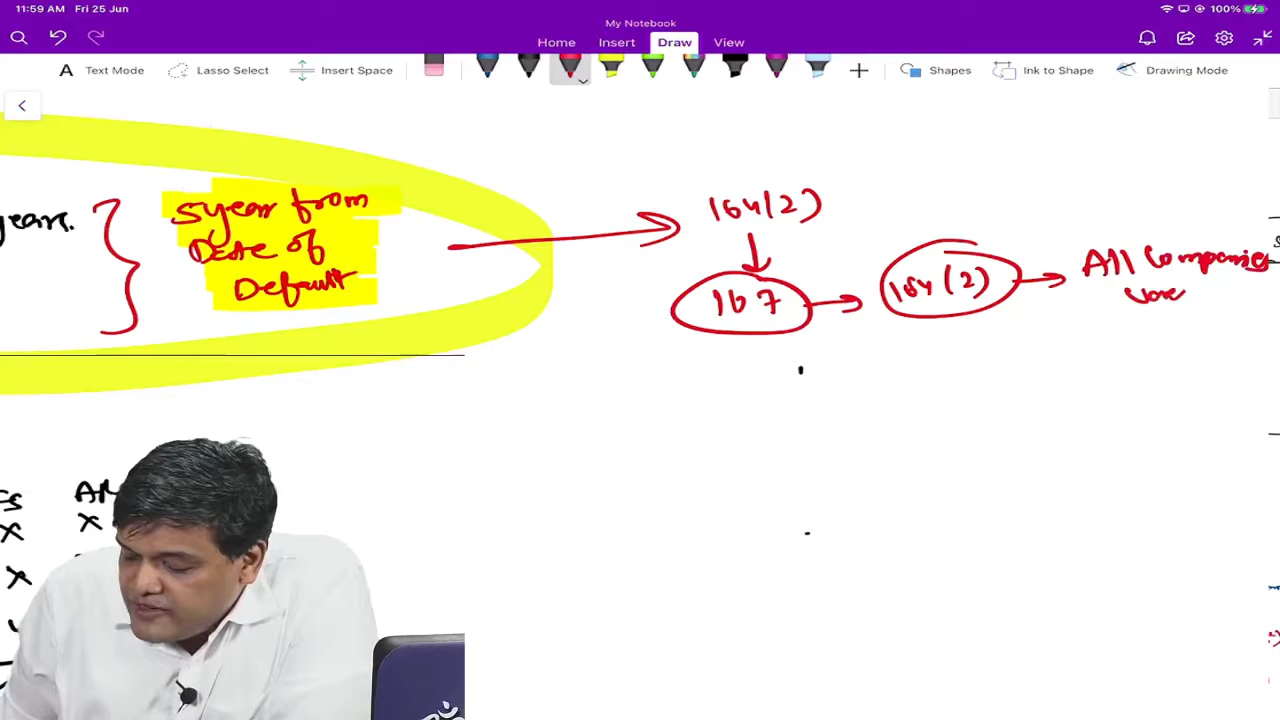 11:59 AM Fri 25 Jun
100%
My Notebook
Home Insert Draw View
Text Mode Lasso Select Insert Space Shapes Ink to Shape Drawing Mode
years.
5year from
Date of
Default
164(2)
167
164(2)
All Companies
FS
X X
X